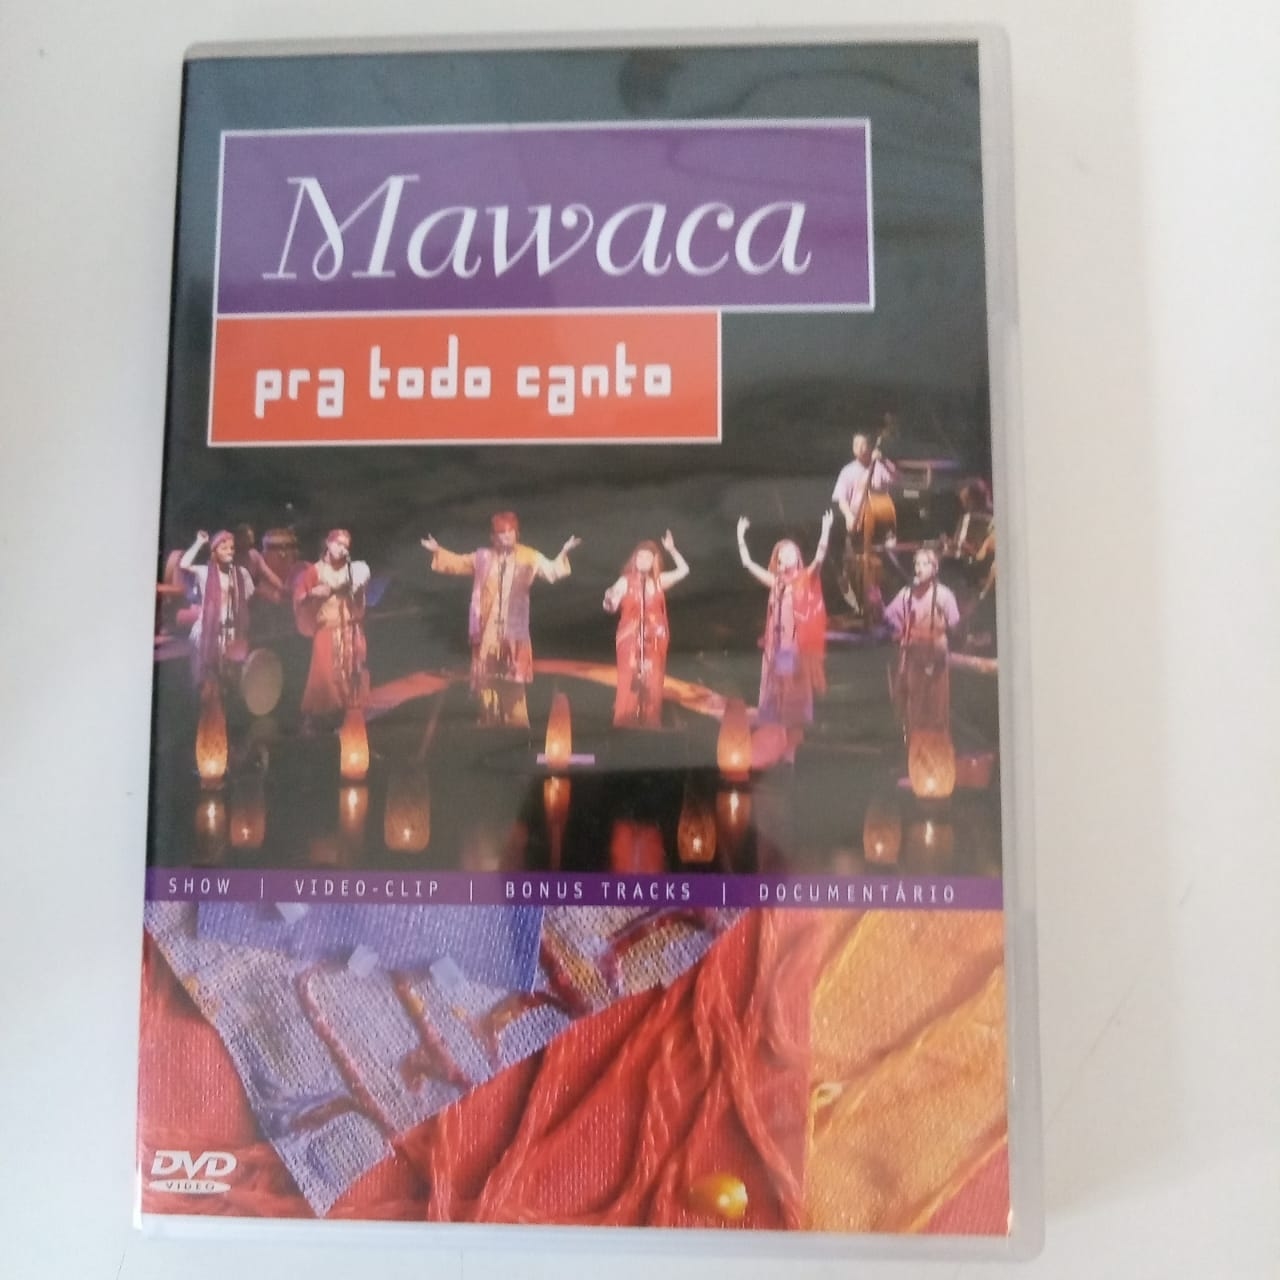 Mawaca
pra todo canto
SHOW | VIDEO-CLIP | BONUS TRACKS | DOCUMENTÁRIO
DVD
VIDEO